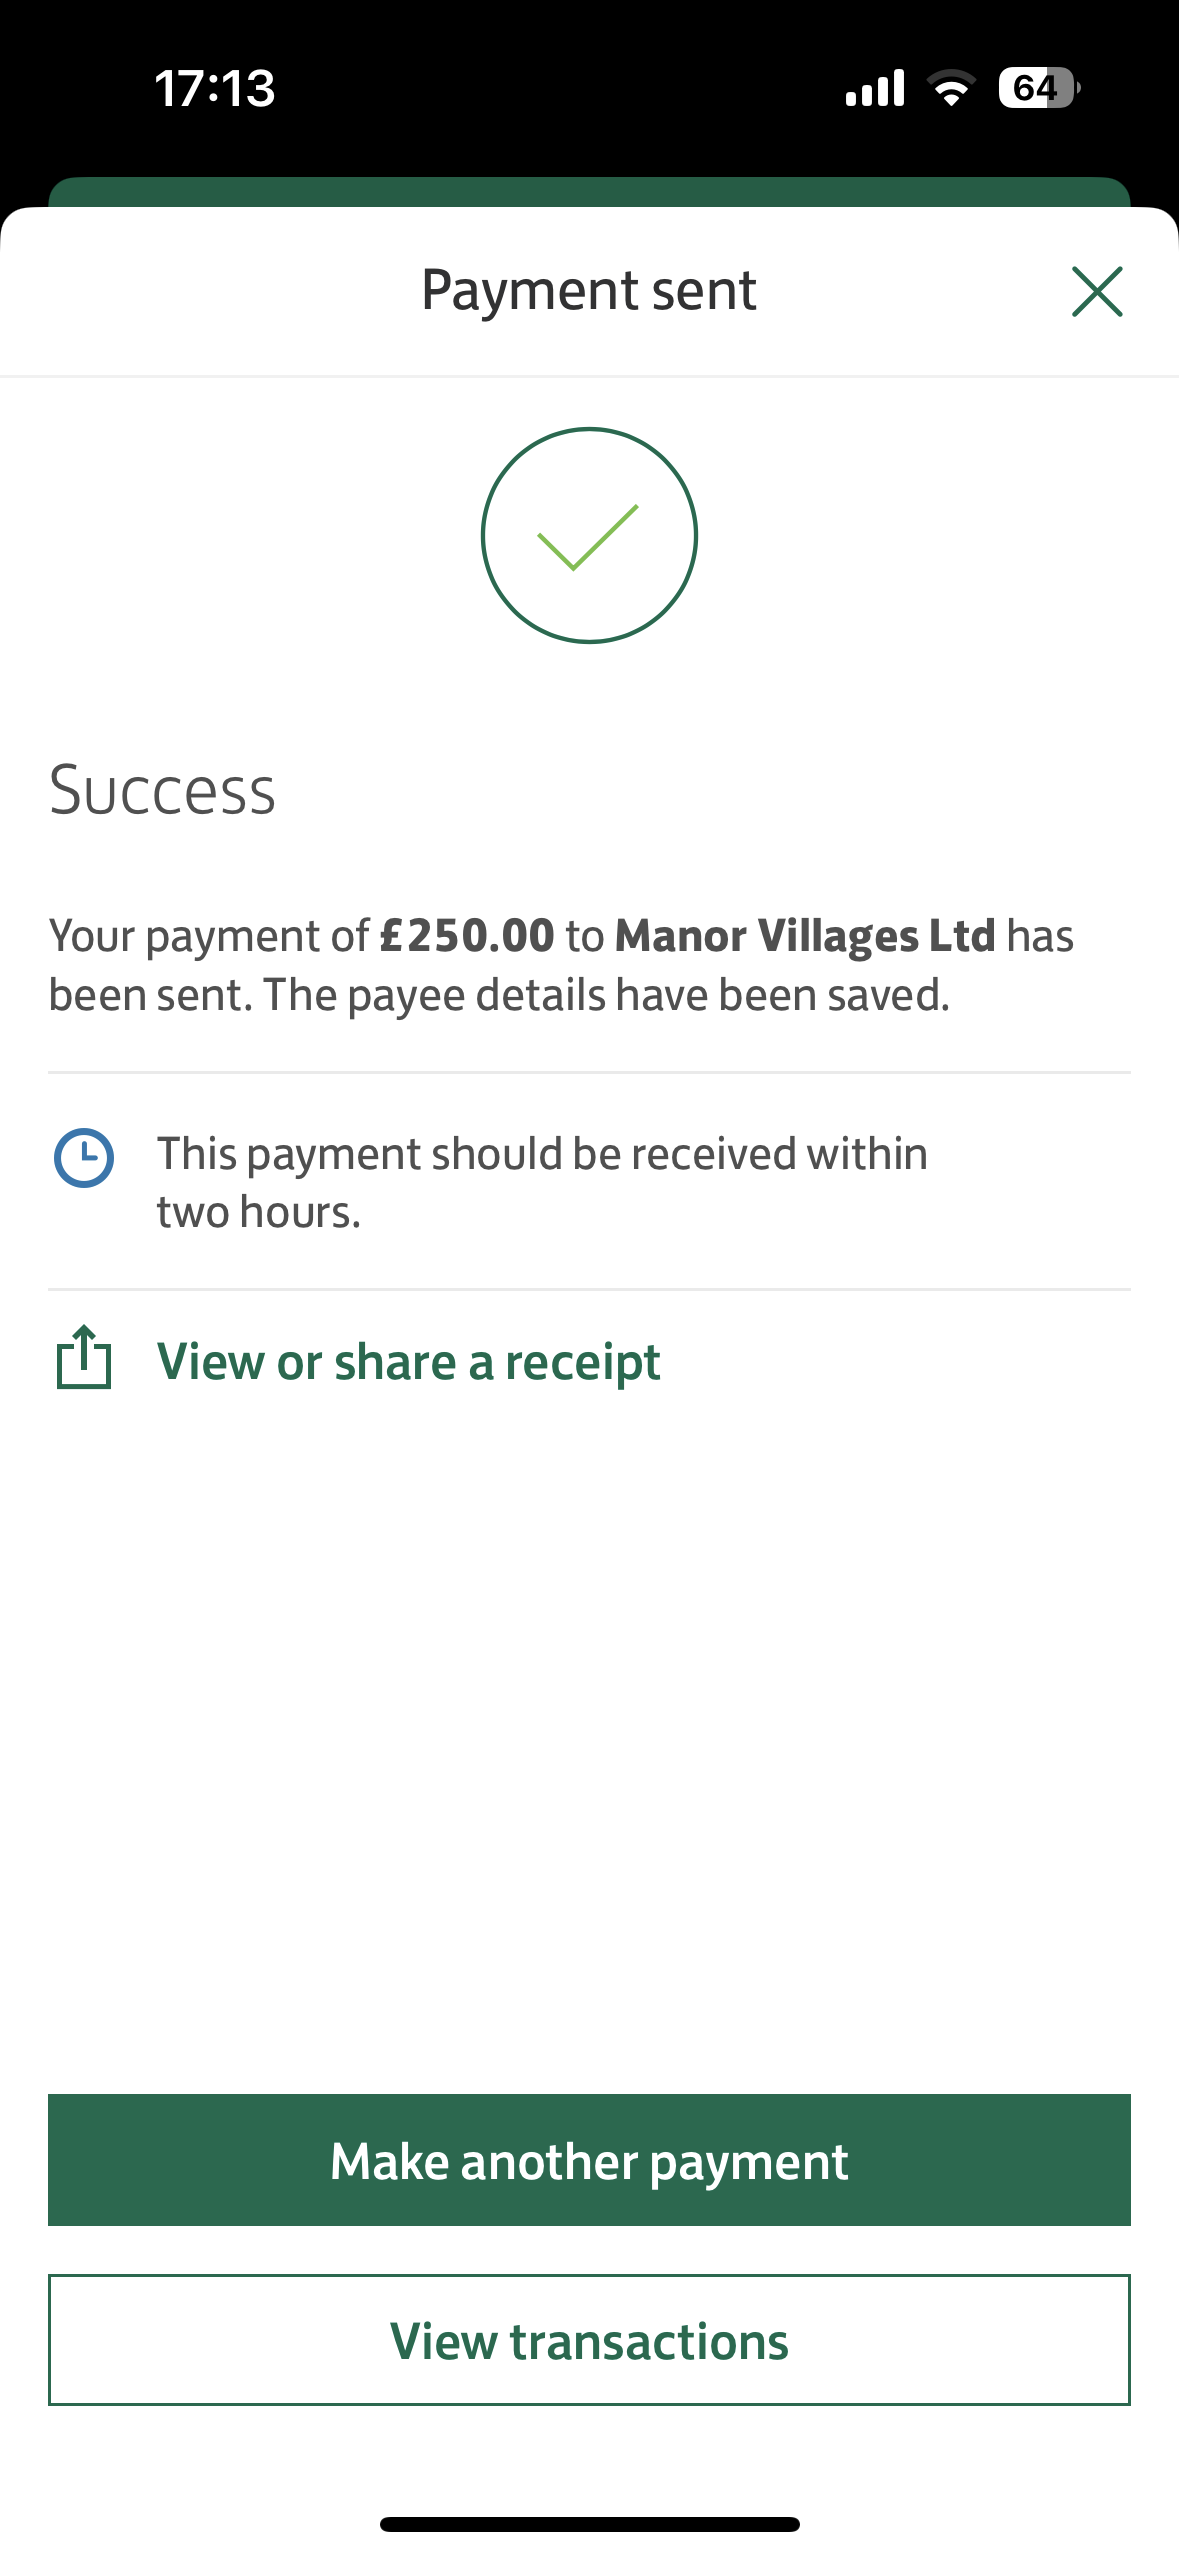 17:13
64
Payment sent
Success
Your payment of £250.00 to Manor Villages Ltd has
been sent. The payee details have been saved.
This payment should be received within
two hours.
View or share a receipt
Make another payment
View transactions